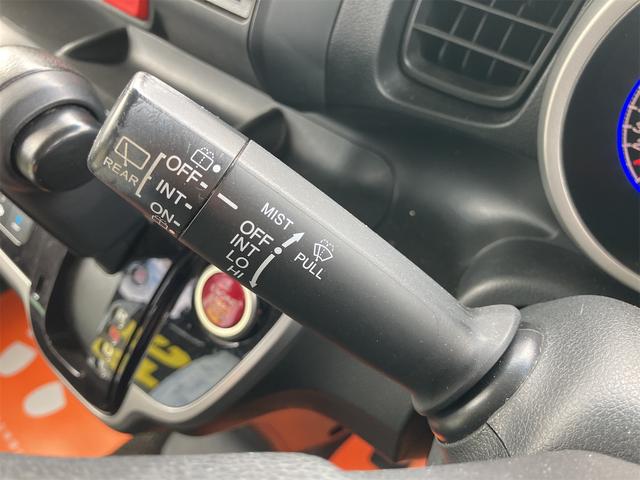 REAR
OFF
INT
ON
MIST
OFF
INT
LO
HI
PULL